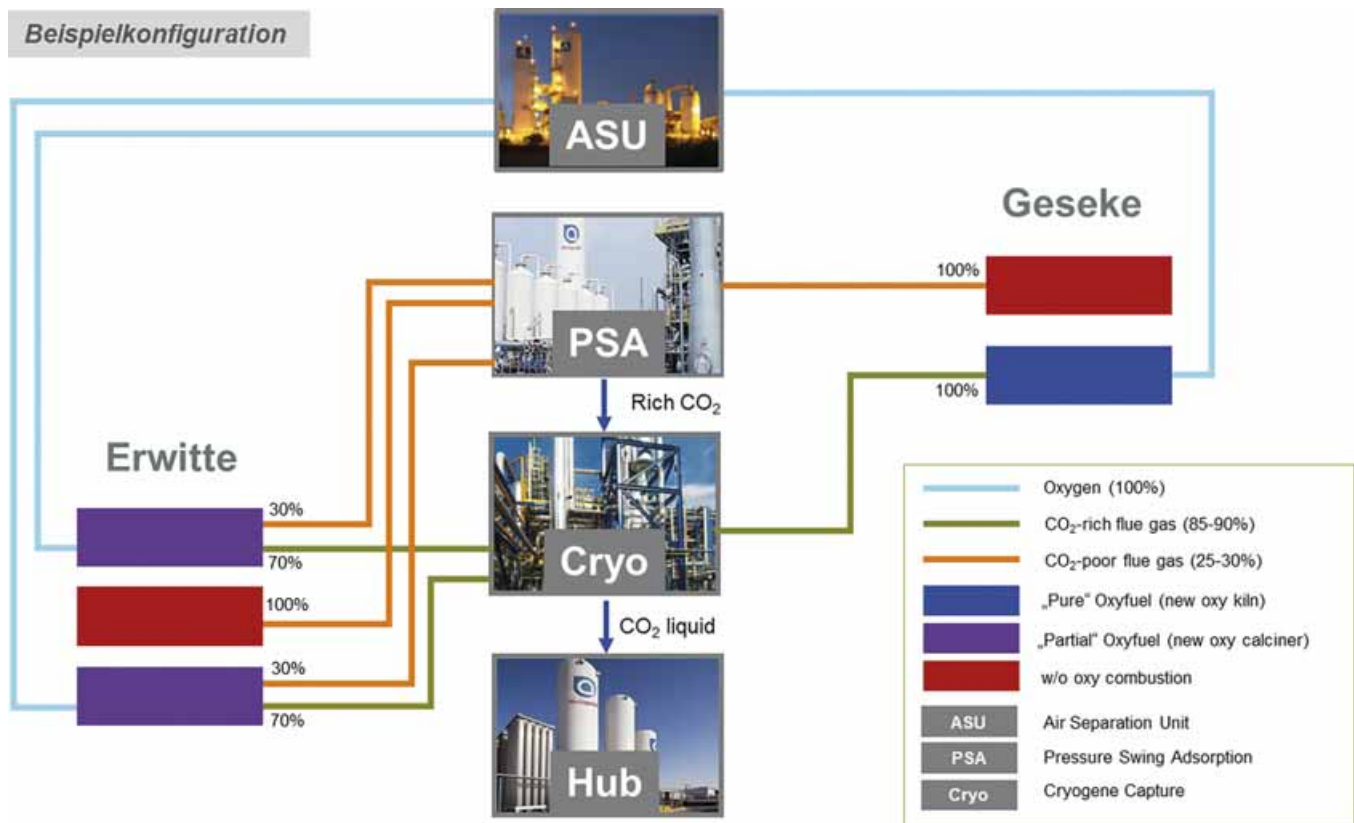 Beispielkonfiguration
ASU
Geseke
100%
PSA
100%
Rich CO₂
Erwitte
30%
70%
Cryo
100%
CO₂ liquid
30%
70%
Hub
Oxygen (100%)
CO₂-rich flue gas (85-90%)
CO₂-poor flue gas (25-30%)
„Pure“ Oxyfuel (new oxy kiln)
„Partial“ Oxyfuel (new oxy calciner)
w/o oxy combustion
ASU Air Separation Unit
PSA Pressure Swing Adsorption
Cryo Cryogene Capture